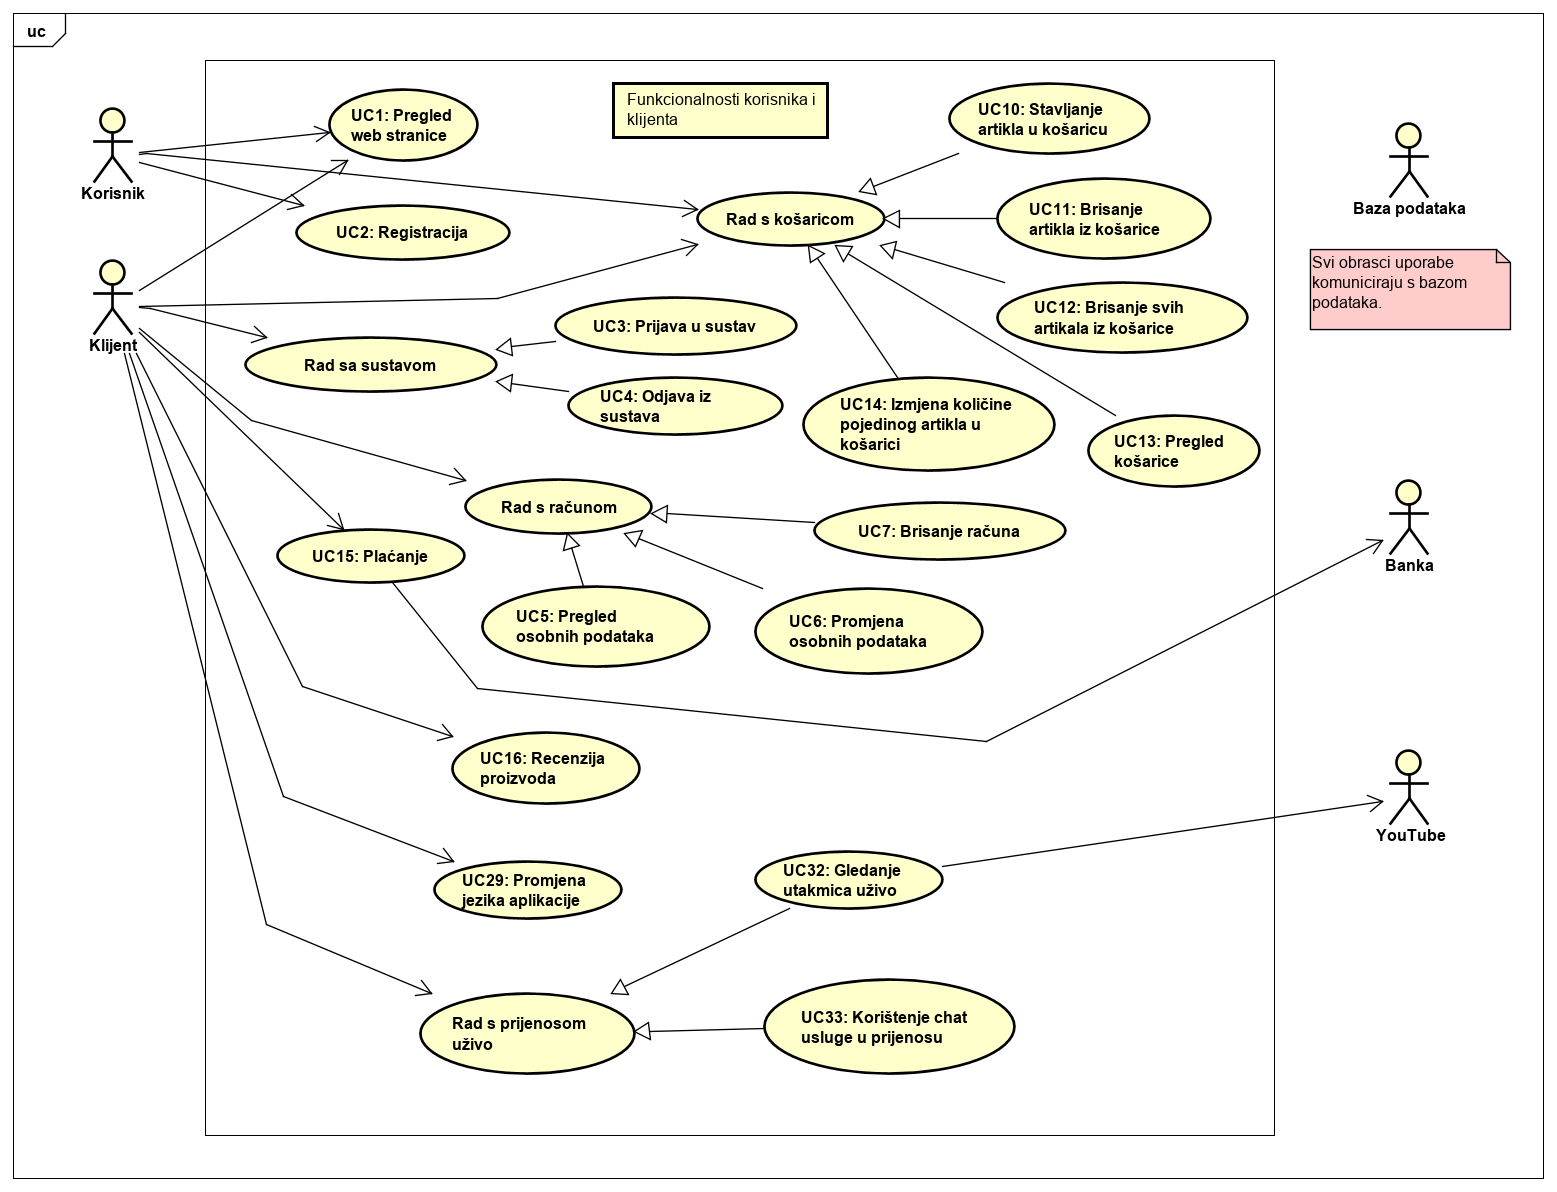 uc
Funkcionalnosti korisnika i
klijenta
Korisnik
Klijent
UC1: Pregled
web stranice
UC2: Registracija
Rad s košaricom
UC10: Stavljanje
artikla u košaricu
UC11: Brisanje
artikla iz košarice
UC12: Brisanje svih
artikala iz košarice
UC14: Izmjena količine
pojedinog artikla u
košarici
UC13: Pregled
košarice
Rad sa sustavom
UC3: Prijava u sustav
UC4: Odjava iz
sustava
Rad s računom
UC7: Brisanje računa
UC5: Pregled
osobnih podataka
UC6: Promjena
osobnih podataka
UC15: Plaćanje
UC16: Recenzija
proizvoda
UC29: Promjena
jezika aplikacije
UC32: Gledanje
utakmica uživo
Rad s prijenosom
uživo
UC33: Korištenje chat
usluge u prijenosu
Baza podataka
Svi obrasci uporabe
komuniciraju s bazom
podataka.
Banka
YouTube